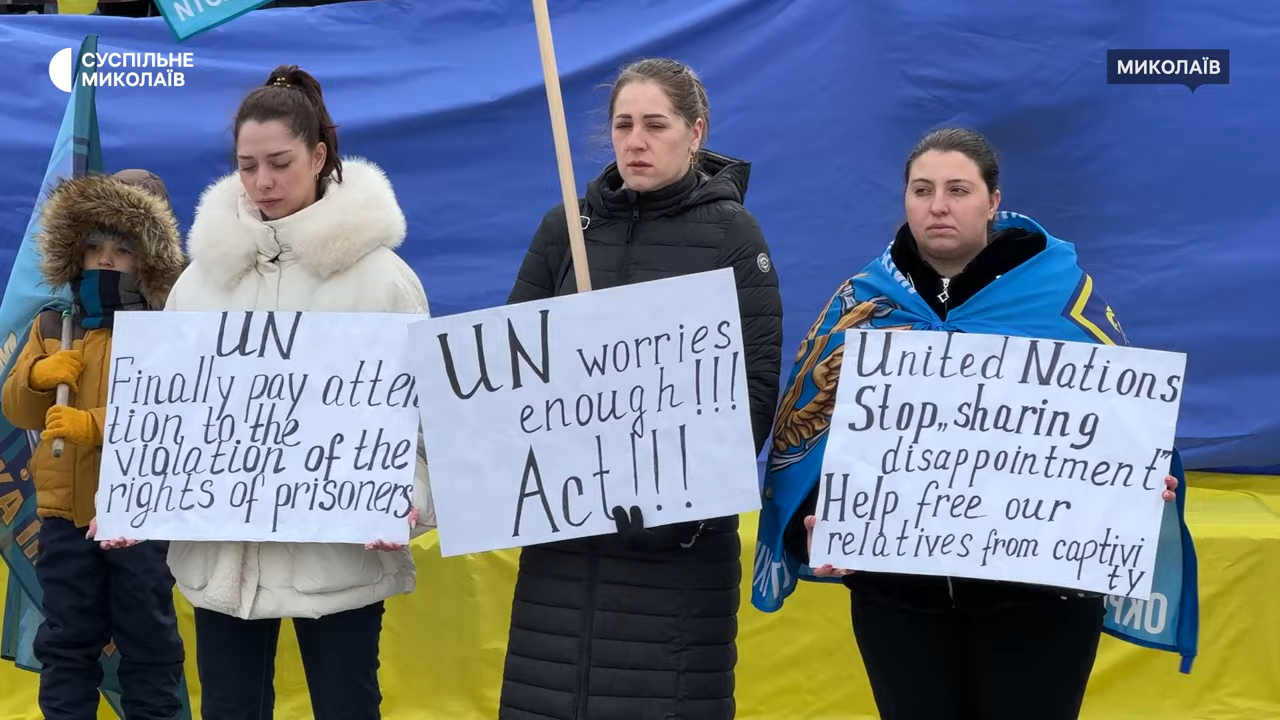 СУСПІЛЬНЕ
МИКОЛАЇВ
МИКОЛАЇВ
UN
Finally pay atten
tion to the
violation of the
rights of prisoners
UN worries
enough!!!
Act!!!
United Nations
Stop „sharing
disappointment”
Help free our
relatives from captivi
ty